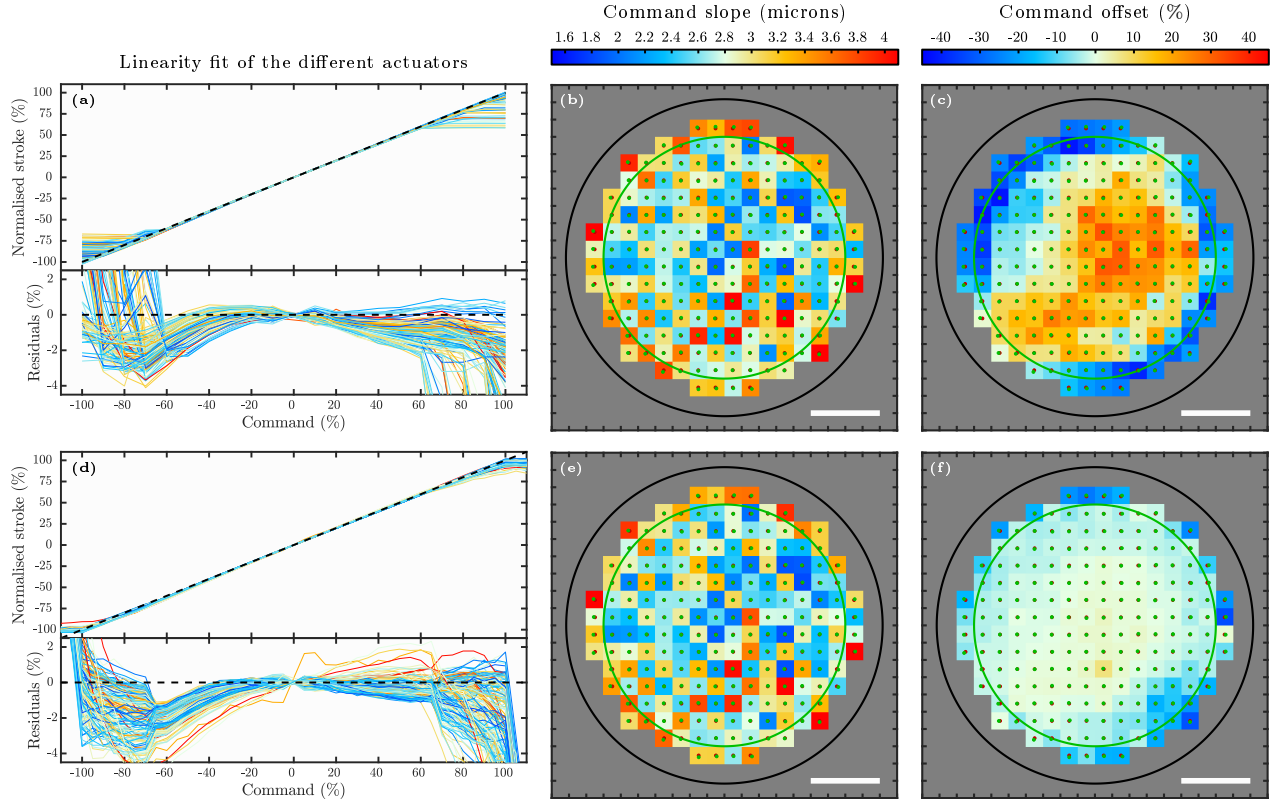 Command slope (microns)
Command offset (%)
1.6 1.8 2 2.2 2.4 2.6 2.8 3 3.2 3.4 3.6 3.8 4
-40 -30 -20 -10 0 10 20 30 40
Linearity fit of the different actuators
(a)
(b)
(c)
Normalised stroke (%)
100
75
50
25
0
-25
-50
-75
-100
Residuals (%)
2
0
-2
-4
-100 -80 -60 -40 -20 0 20 40 60 80 100
Command (%)
(d)
(e)
(f)
Normalised stroke (%)
100
75
50
25
0
-25
-50
-75
-100
Residuals (%)
2
0
-2
-4
-100 -80 -60 -40 -20 0 20 40 60 80 100
Command (%)